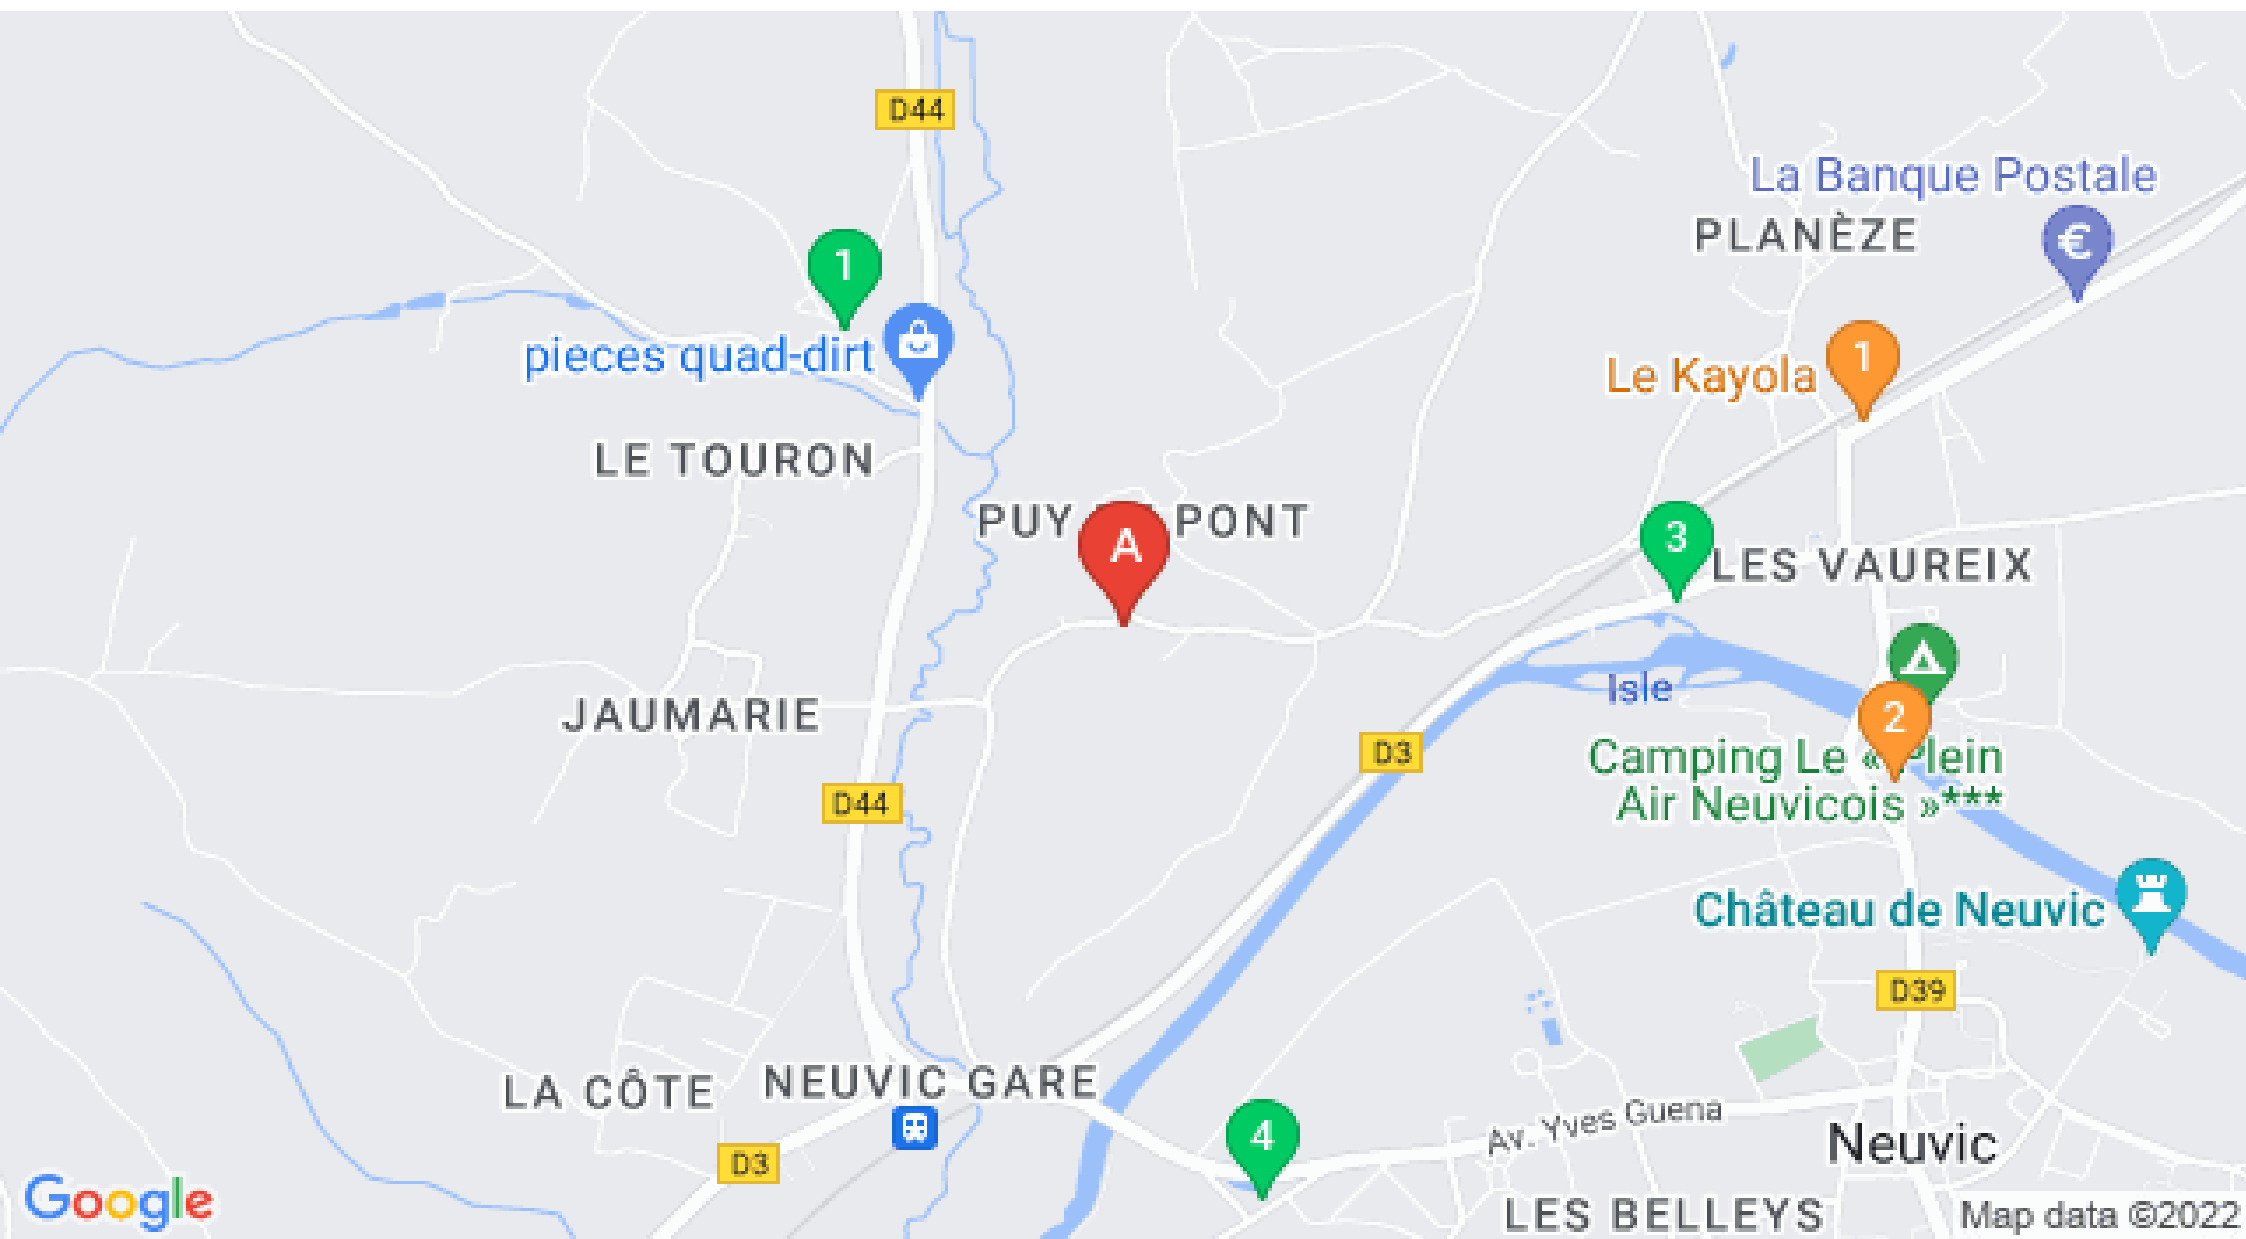 D44
La Banque Postale
PLANÈZE
€
1
1
pieces quad-dirt
Le Kayola
LE TOURON
PUY
PONT
A
3
LES VAUREIX
Isle
JAUMARIE
2
D3
Camping Le « Plein
Air Neuvicois »***
D44
Château de Neuvic
D39
LA CÔTE
NEUVIC GARE
4
Av. Yves Guena
Neuvic
D3
Google
LES BELLEYS
Map data ©2022